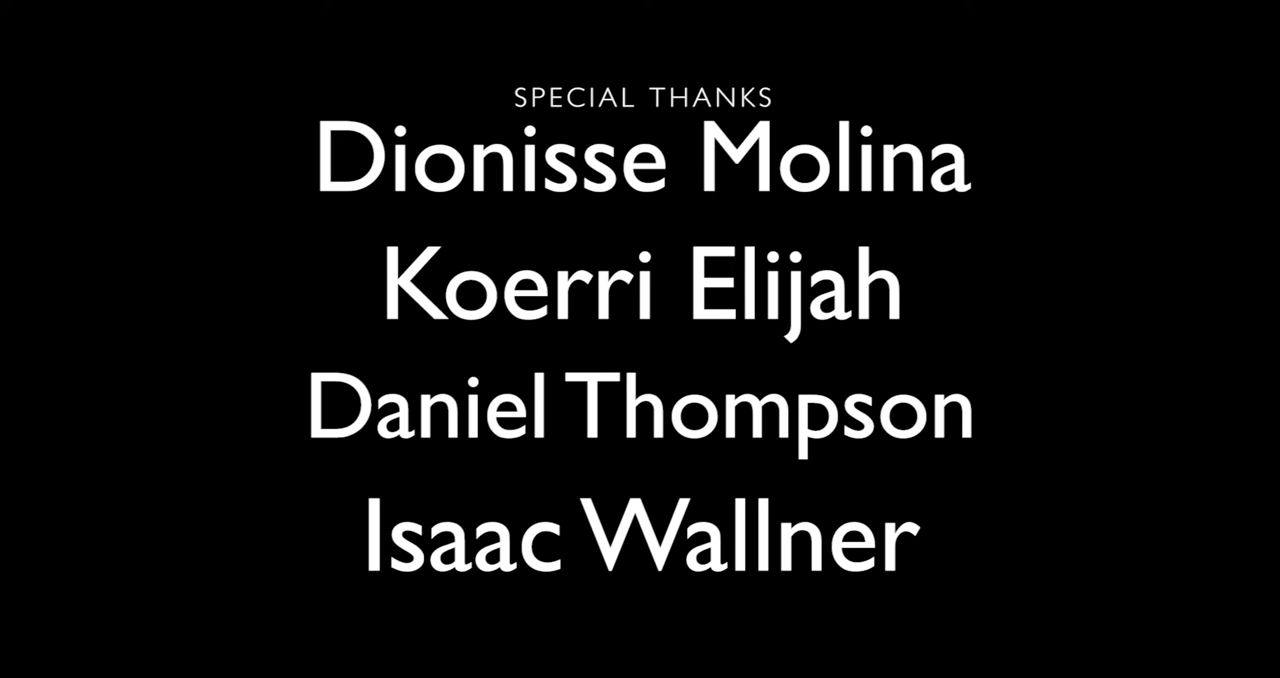 SPECIAL THANKS
Dionisse Molina
Koerri Elijah
Daniel Thompson
Isaac Wallner